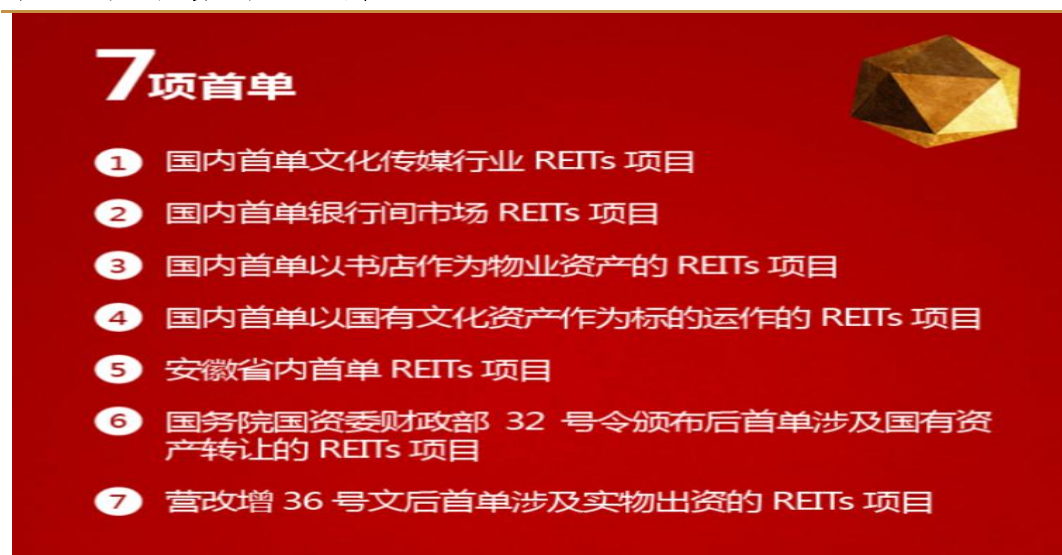 7项首单
1 国内首单文化传媒行业 REITs 项目
2 国内首单银行间市场 REITs 项目
3 国内首单以书店作为物业资产的 REITs 项目
4 国内首单以国有文化资产作为标的运作的 REITs 项目
5 安徽省内首单 REITs 项目
6 国务院国资委财政部 32 号令颁布后首单涉及国有资
产转让的 REITs 项目
7 营改增 36 号文后首单涉及实物出资的 REITs 项目